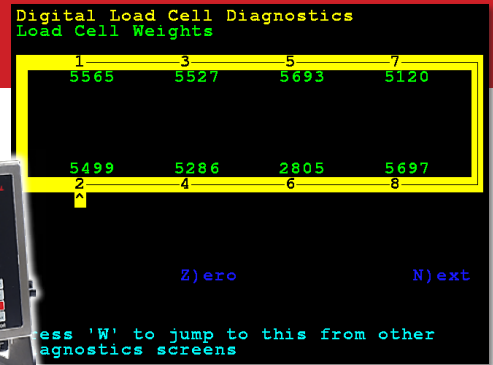 Digital Load Cell Diagnostics
Load Cell Weights
1 3 5 7
5565 5527 5693 5120
5499 5286 2805 5697
2 4 6 8
^
Z)ero N)ext
ess 'W' to jump to this from other
agnostics screens